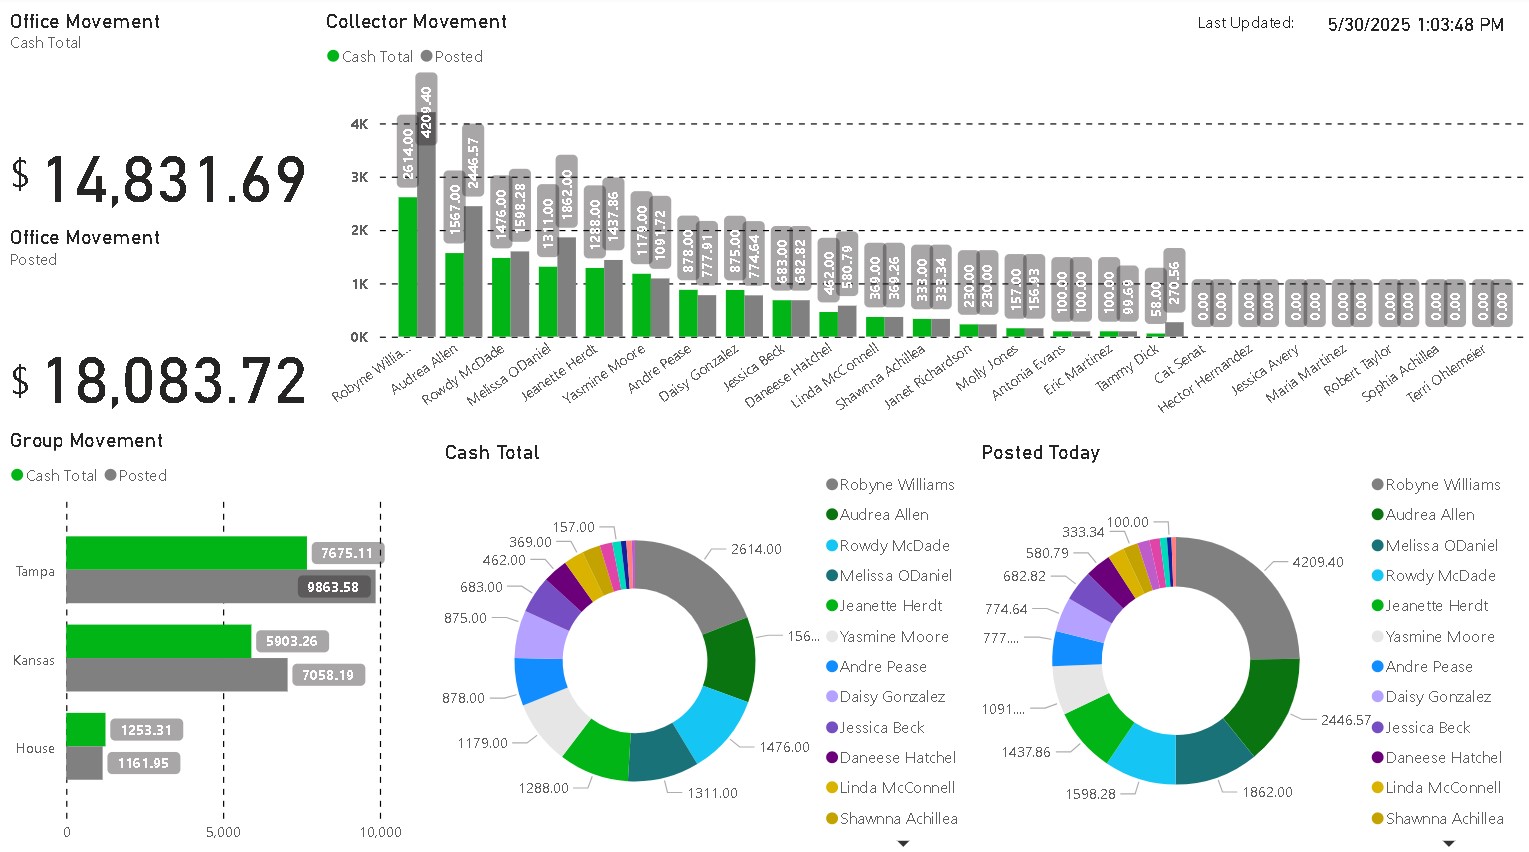 Office Movement
Cash Total
$ 14,831.69
Office Movement
Posted
$ 18,083.72
Collector Movement
Cash Total Posted
Last Updated: 5/30/2025 1:03:48 PM
4K
3K
2K
1K
0K
2614.00 4209.40
1567.00 2446.57
1476.00 1598.28
1311.00 1862.00
1288.00 1437.86
1179.00 1091.72
878.00 777.91
875.00 774.64
683.00 682.82
462.00 580.79
369.00 369.26
333.00 333.34
230.00 230.00
157.00 156.93
100.00 100.00
100.00 99.69
58.00 270.56
0.00 0.00
0.00 0.00
0.00 0.00
0.00 0.00
0.00 0.00
0.00 0.00
0.00 0.00
Robyne Willia...
Audrea Allen
Rowdy McDade
Melissa ODaniel
Jeanette Herdt
Yasmine Moore
Andre Pease
Daisy Gonzalez
Jessica Beck
Daneese Hatchel
Linda McConnell
Shawnna Achillea
Janet Richardson
Molly Jones
Antonia Evans
Eric Martinez
Tammy Dick
Cat Senat
Hector Hernandez
Jessica Avery
Maria Martinez
Robert Taylor
Sophia Achillea
Terri Ohlemeier
Group Movement
Cash Total Posted
Tampa
7675.11
9863.58
Kansas
5903.26
7058.19
House
1253.31
1161.95
0 5,000 10,000
Cash Total
2614.00
156...
1476.00
1311.00
1288.00
1179.00
878.00
875.00
683.00
462.00
369.00
157.00
Robyne Williams
Audrea Allen
Rowdy McDade
Melissa ODaniel
Jeanette Herdt
Yasmine Moore
Andre Pease
Daisy Gonzalez
Jessica Beck
Daneese Hatchel
Linda McConnell
Shawnna Achillea
Posted Today
4209.40
2446.57
1862.00
1598.28
1437.86
1091....
777....
774.64
682.82
580.79
333.34
100.00
Robyne Williams
Audrea Allen
Melissa ODaniel
Rowdy McDade
Jeanette Herdt
Yasmine Moore
Andre Pease
Daisy Gonzalez
Jessica Beck
Daneese Hatchel
Linda McConnell
Shawnna Achillea